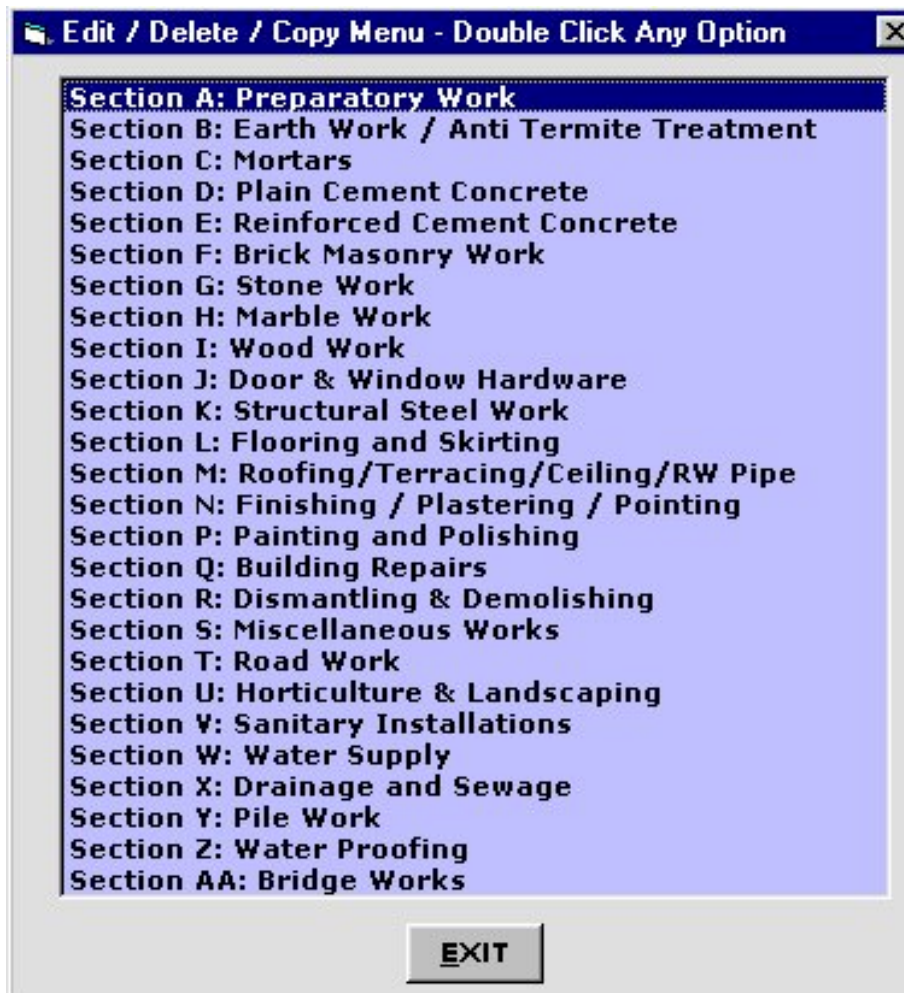 Edit / Delete / Copy Menu - Double Click Any Option
Section A: Preparatory Work
Section B: Earth Work / Anti Termite Treatment
Section C: Mortars
Section D: Plain Cement Concrete
Section E: Reinforced Cement Concrete
Section F: Brick Masonry Work
Section G: Stone Work
Section H: Marble Work
Section I: Wood Work
Section J: Door & Window Hardware
Section K: Structural Steel Work
Section L: Flooring and Skirting
Section M: Roofing/Terracing/Ceiling/RW Pipe
Section N: Finishing / Plastering / Pointing
Section P: Painting and Polishing
Section Q: Building Repairs
Section R: Dismantling & Demolishing
Section S: Miscellaneous Works
Section T: Road Work
Section U: Horticulture & Landscaping
Section V: Sanitary Installations
Section W: Water Supply
Section X: Drainage and Sewage
Section Y: Pile Work
Section Z: Water Proofing
Section AA: Bridge Works
EXIT